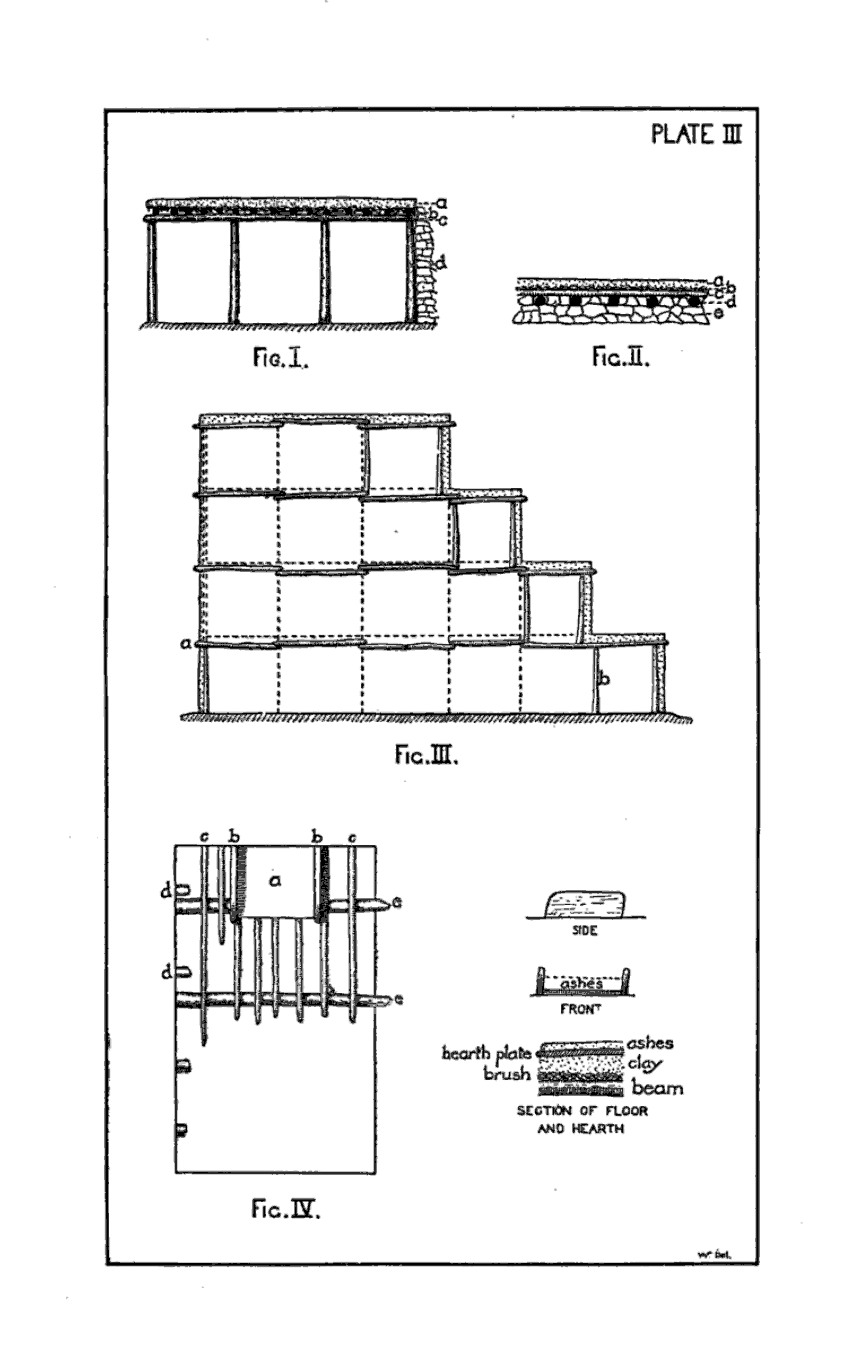 PLATE III
a
b
c
d
FIG. I.
a
b
c
d
e
FIG. II.
a
b
FIG. III.
c b b c
a
d
e
d
e
FIG. IV.
SIDE
ashes
FRONT
hearth plate
brush
ashes
clay
beam
SECTION OF FLOOR
AND HEARTH